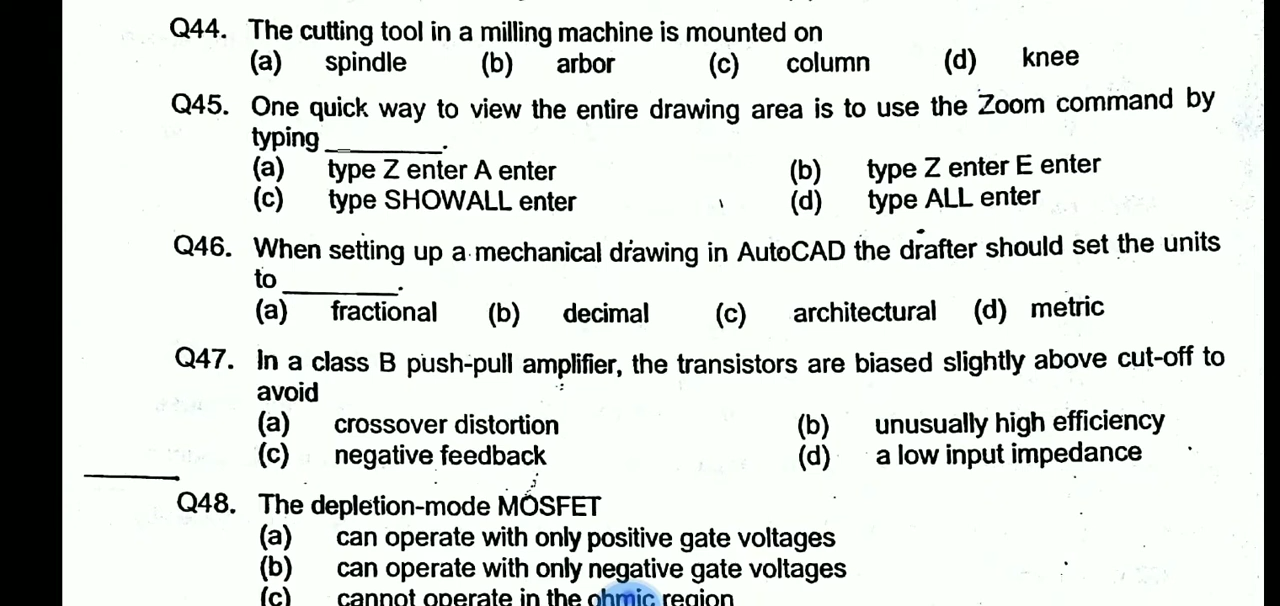 Q44. The cutting tool in a milling machine is mounted on
(a) spindle (b) arbor (c) column (d) knee
Q45. One quick way to view the entire drawing area is to use the Zoom command by
typing ________.
(a) type Z enter A enter (b) type Z enter E enter
(c) type SHOWALL enter (d) type ALL enter
Q46. When setting up a mechanical drawing in AutoCAD the drafter should set the units
to ________.
(a) fractional (b) decimal (c) architectural (d) metric
Q47. In a class B push-pull amplifier, the transistors are biased slightly above cut-off to
avoid
(a) crossover distortion (b) unusually high efficiency
(c) negative feedback (d) a low input impedance
Q48. The depletion-mode MOSFET
(a) can operate with only positive gate voltages
(b) can operate with only negative gate voltages
(c) cannot operate in the ohmic region